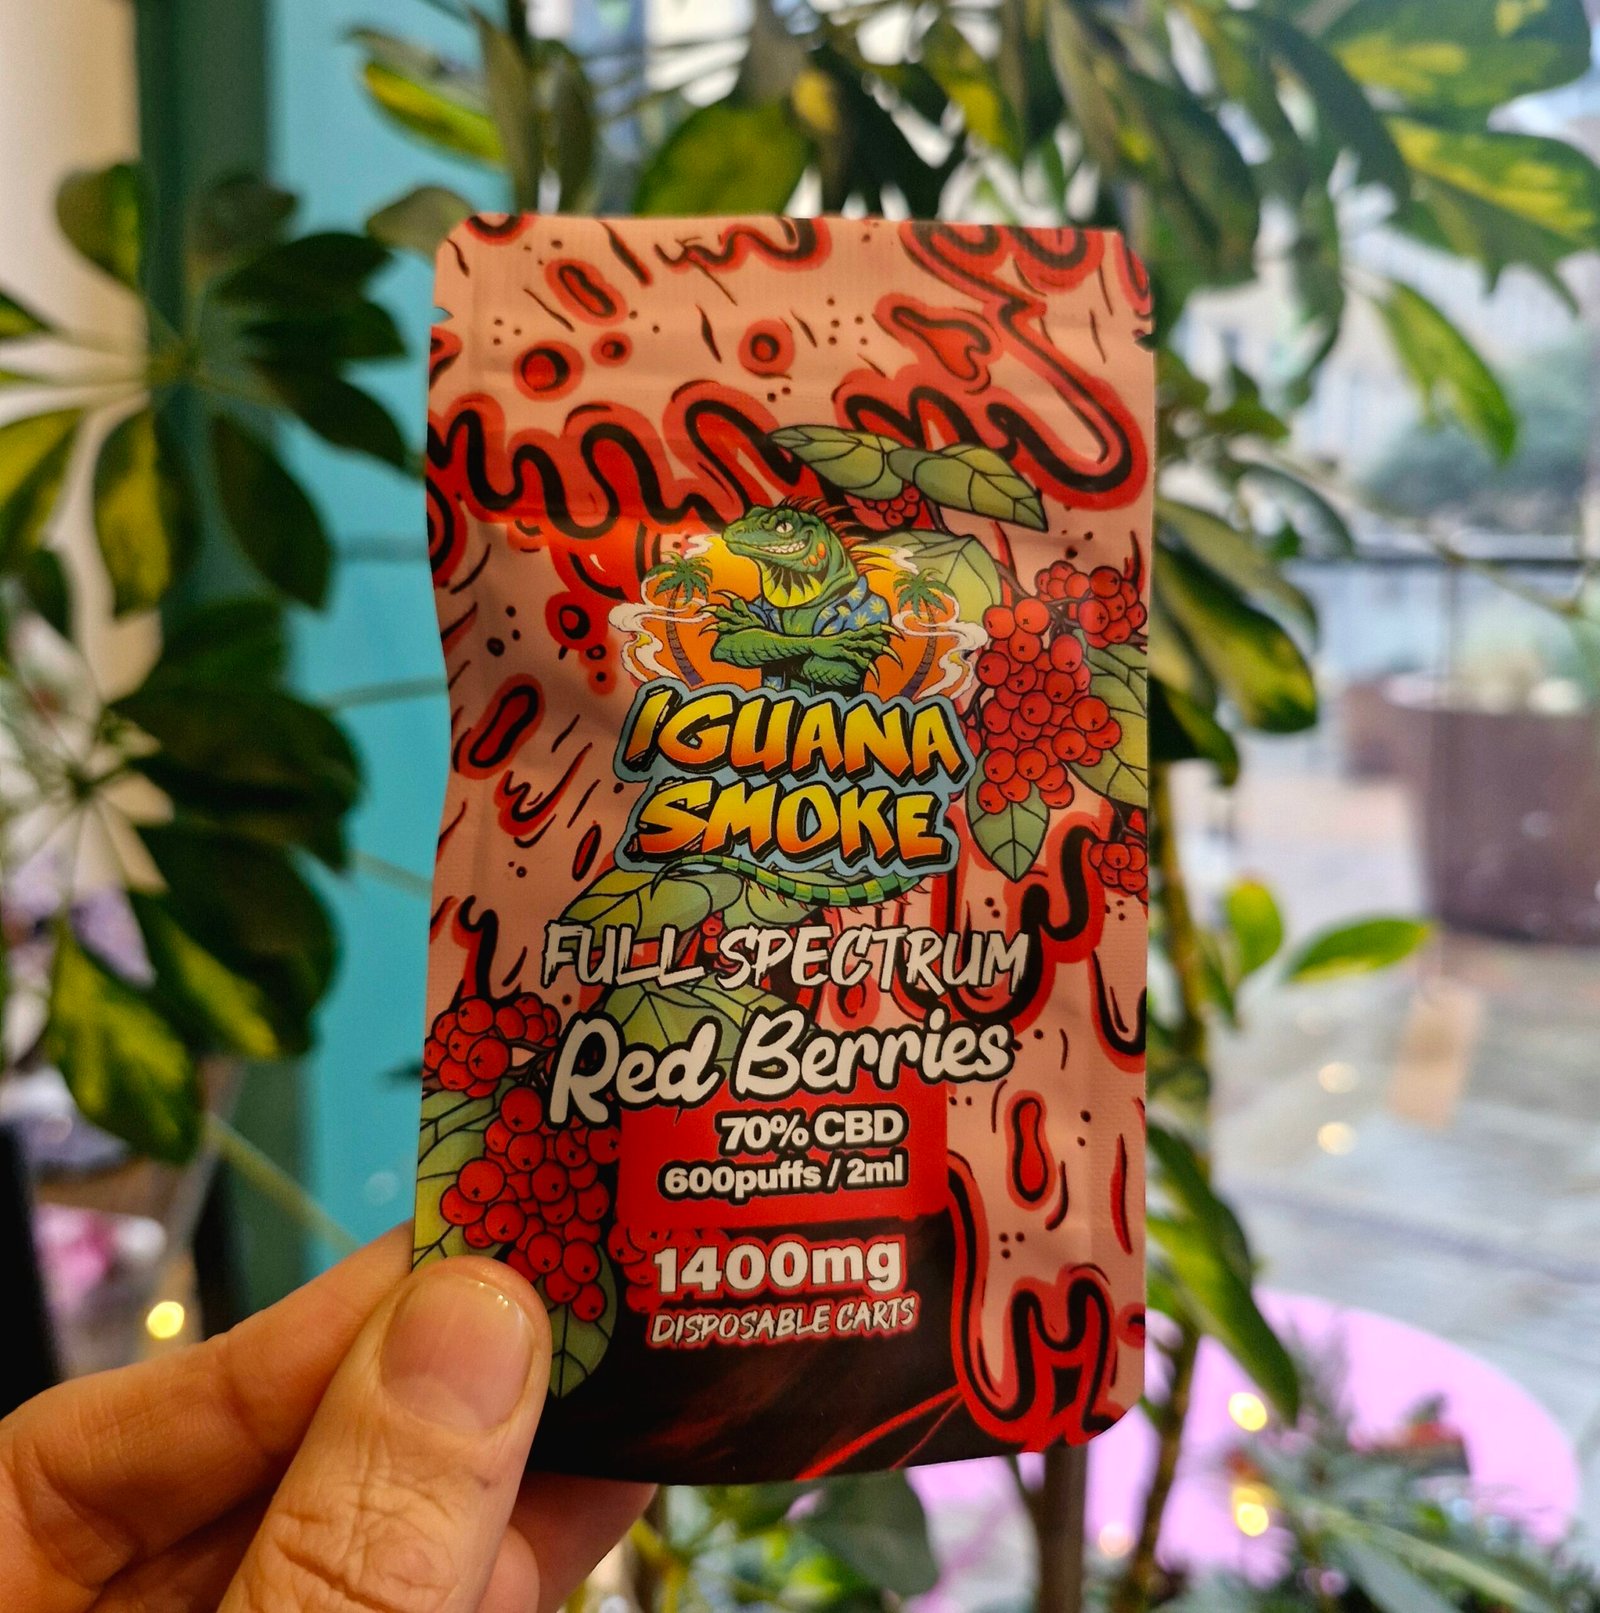 IGUANA
SMOKE
FULL SPECTRUM
Red Berries
70% CBD
600puffs / 2ml
1400mg
DISPOSABLE CARTS